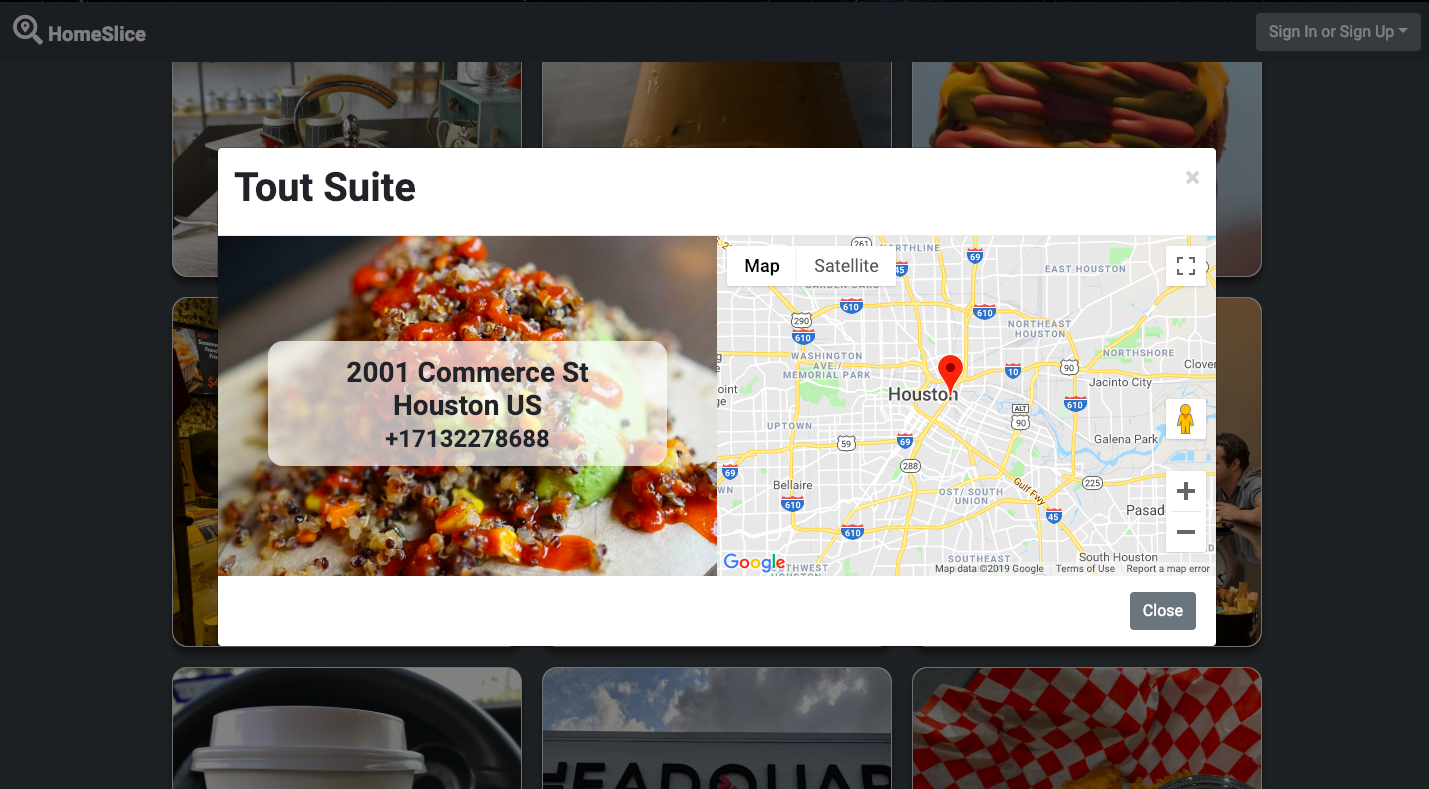 HomeSlice
Sign In or Sign Up
Tout Suite
×
2001 Commerce St
Houston US
+17132278688
Map
Satellite
261
NORTHLINE
69
45
EAST HOUSTON
GARDEN OAKS
610
610
290
610
NORTHEAST
HOUSTON
WASHINGTON
AVE./
MEMORIAL PARK
NORTHSHORE
90
10
Clover
Jacinto City
oint
ge
Houston
610
ALT
90
UPTOWN
59
69
Galena Park
288
69
WN
Bellaire
225
Gulf Fwy
OST/ SOUTH
UNION
610
Pasad
45
610
SOUTHEAST
South Houston
Google
THWEST
HOUSTON
Map data ©2019 Google
Terms of Use
Report a map error
Close
HEADQUAR